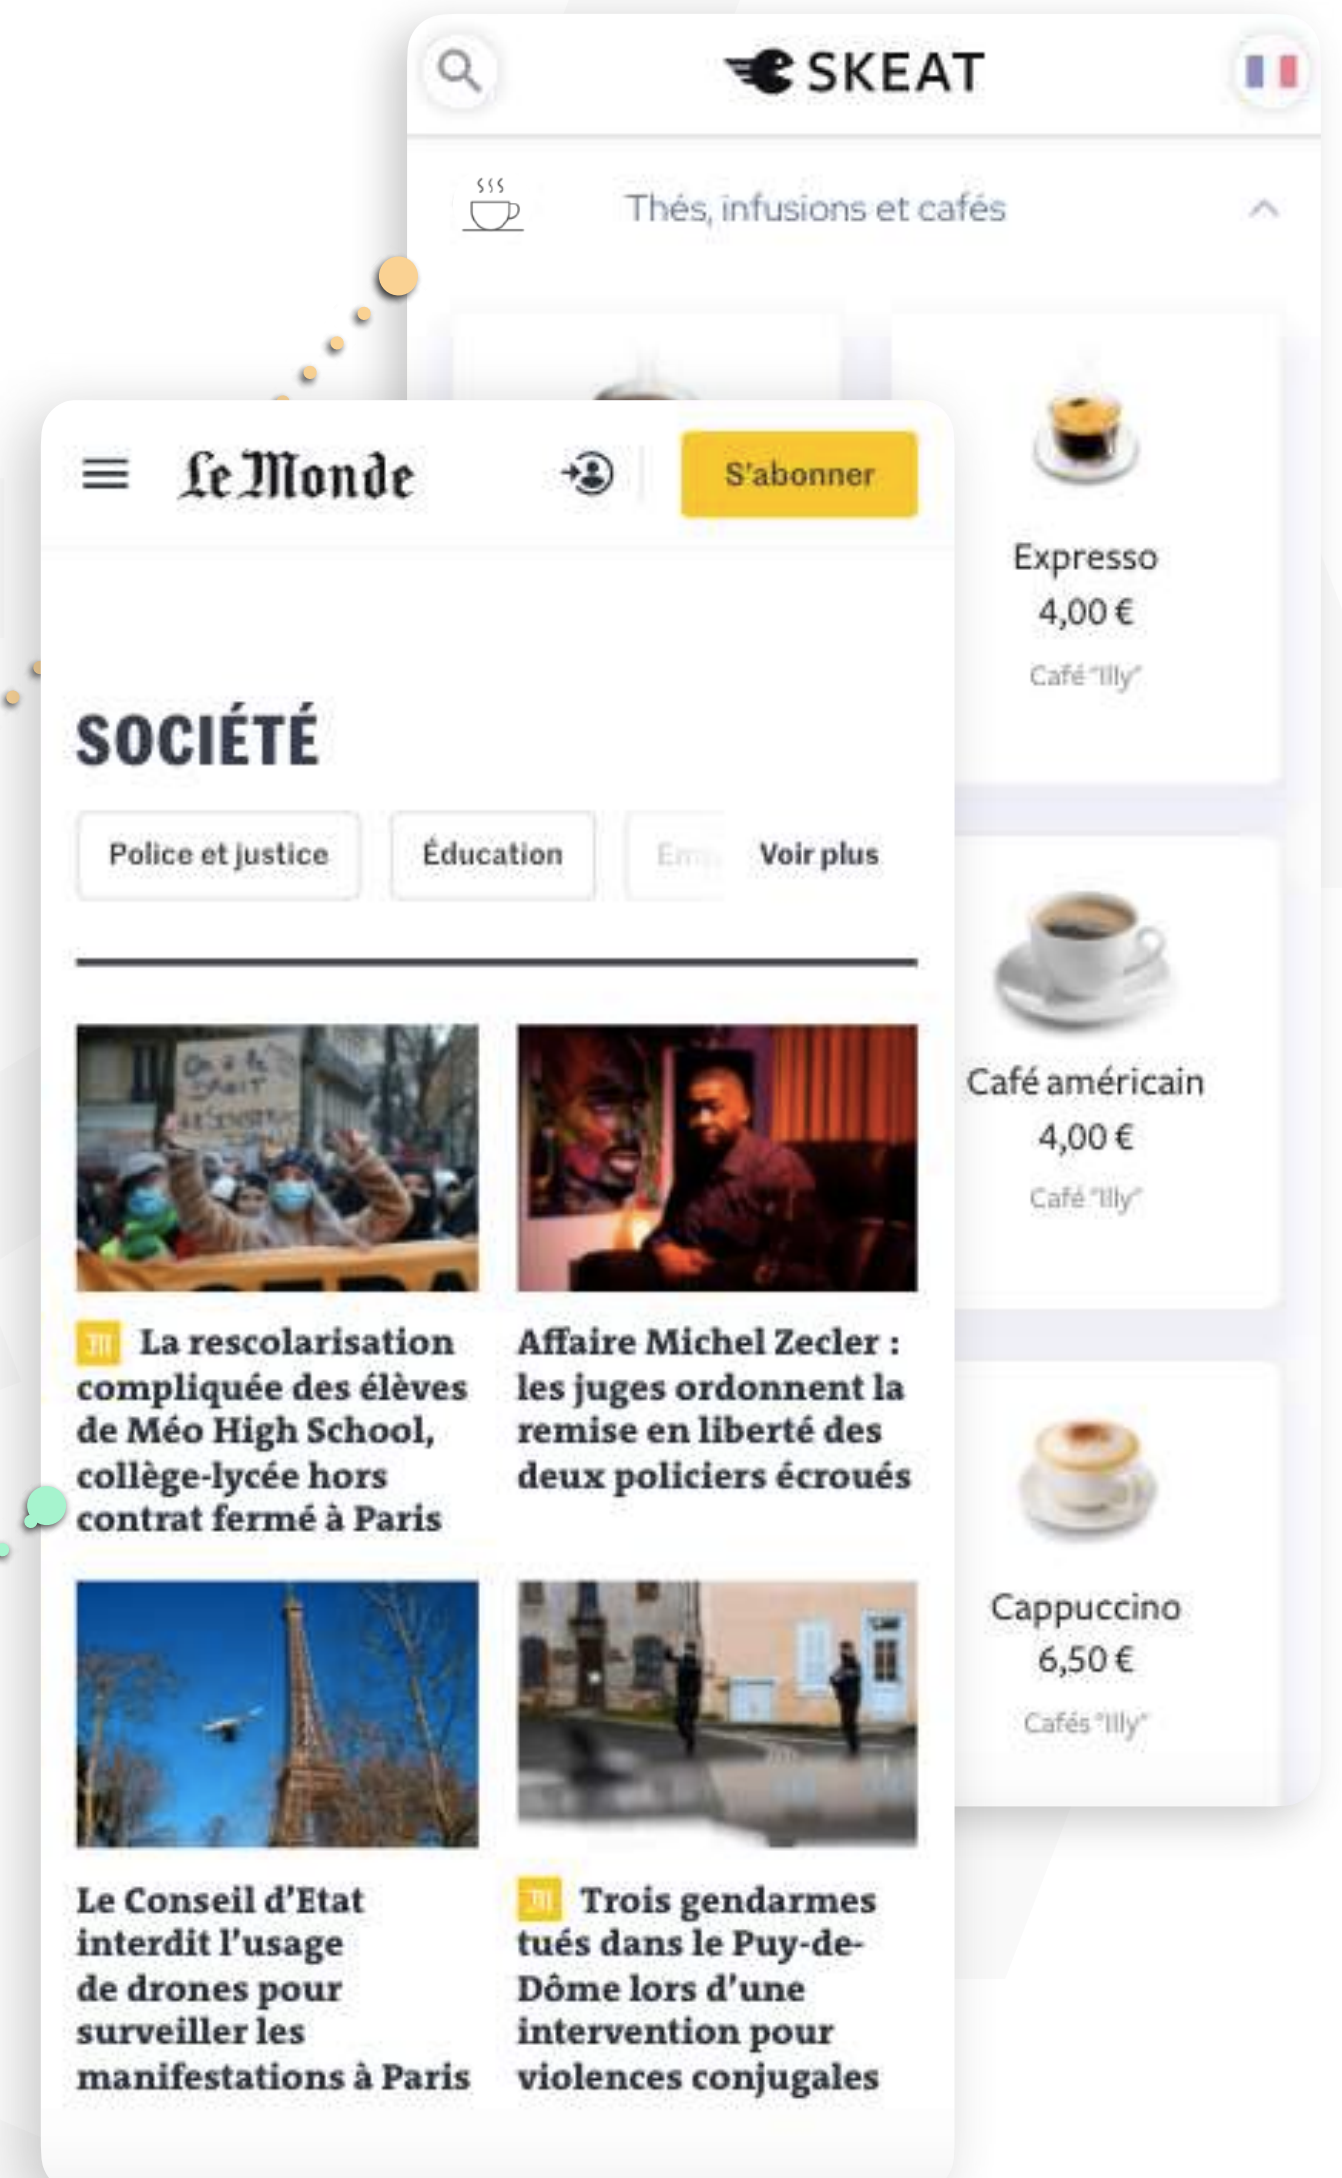 SKEAT
Thés, infusions et cafés
Expresso
4,00 €
Café "Illy"
Café américain
4,00 €
Café "Illy"
Cappuccino
6,50 €
Cafés "Illy"
Le Monde
S'abonner
SOCIÉTÉ
Police et justice
Éducation
Voir plus
On a le
DROIT
La rescolarisation
compliquée des élèves
de Méo High School,
collège-lycée hors
contrat fermé à Paris
Affaire Michel Zecler :
les juges ordonnent la
remise en liberté des
deux policiers écroués
Le Conseil d'Etat
interdit l'usage
de drones pour
surveiller les
manifestations à Paris
Trois gendarmes
tués dans le Puy-de-
Dôme lors d'une
intervention pour
violences conjugales